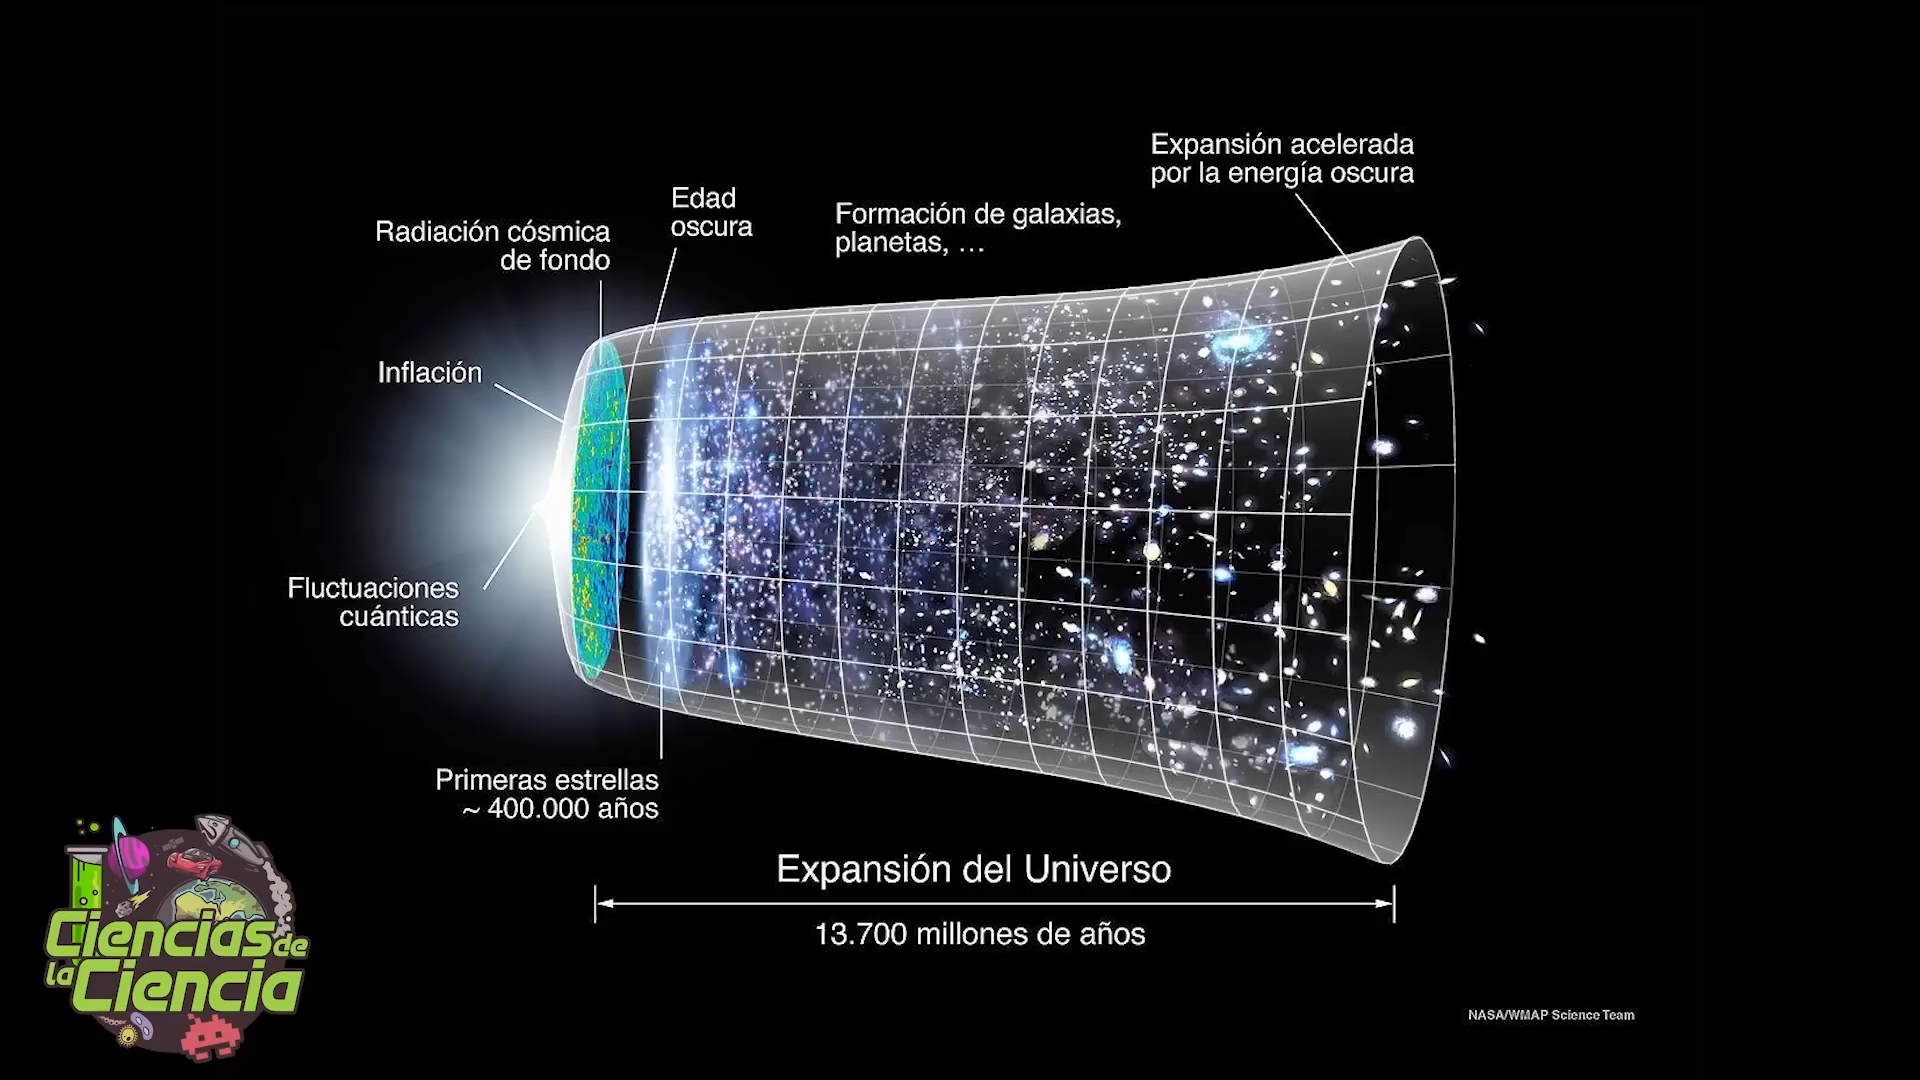 Expansión acelerada
por la energía oscura
Edad
oscura
Formación de galaxias,
planetas, …
Radiación cósmica
de fondo
Inflación
Fluctuaciones
cuánticas
Primeras estrellas
~ 400.000 años
Expansión del Universo
13.700 millones de años
Ciencias de
la Ciencia
NASA/WMAP Science Team